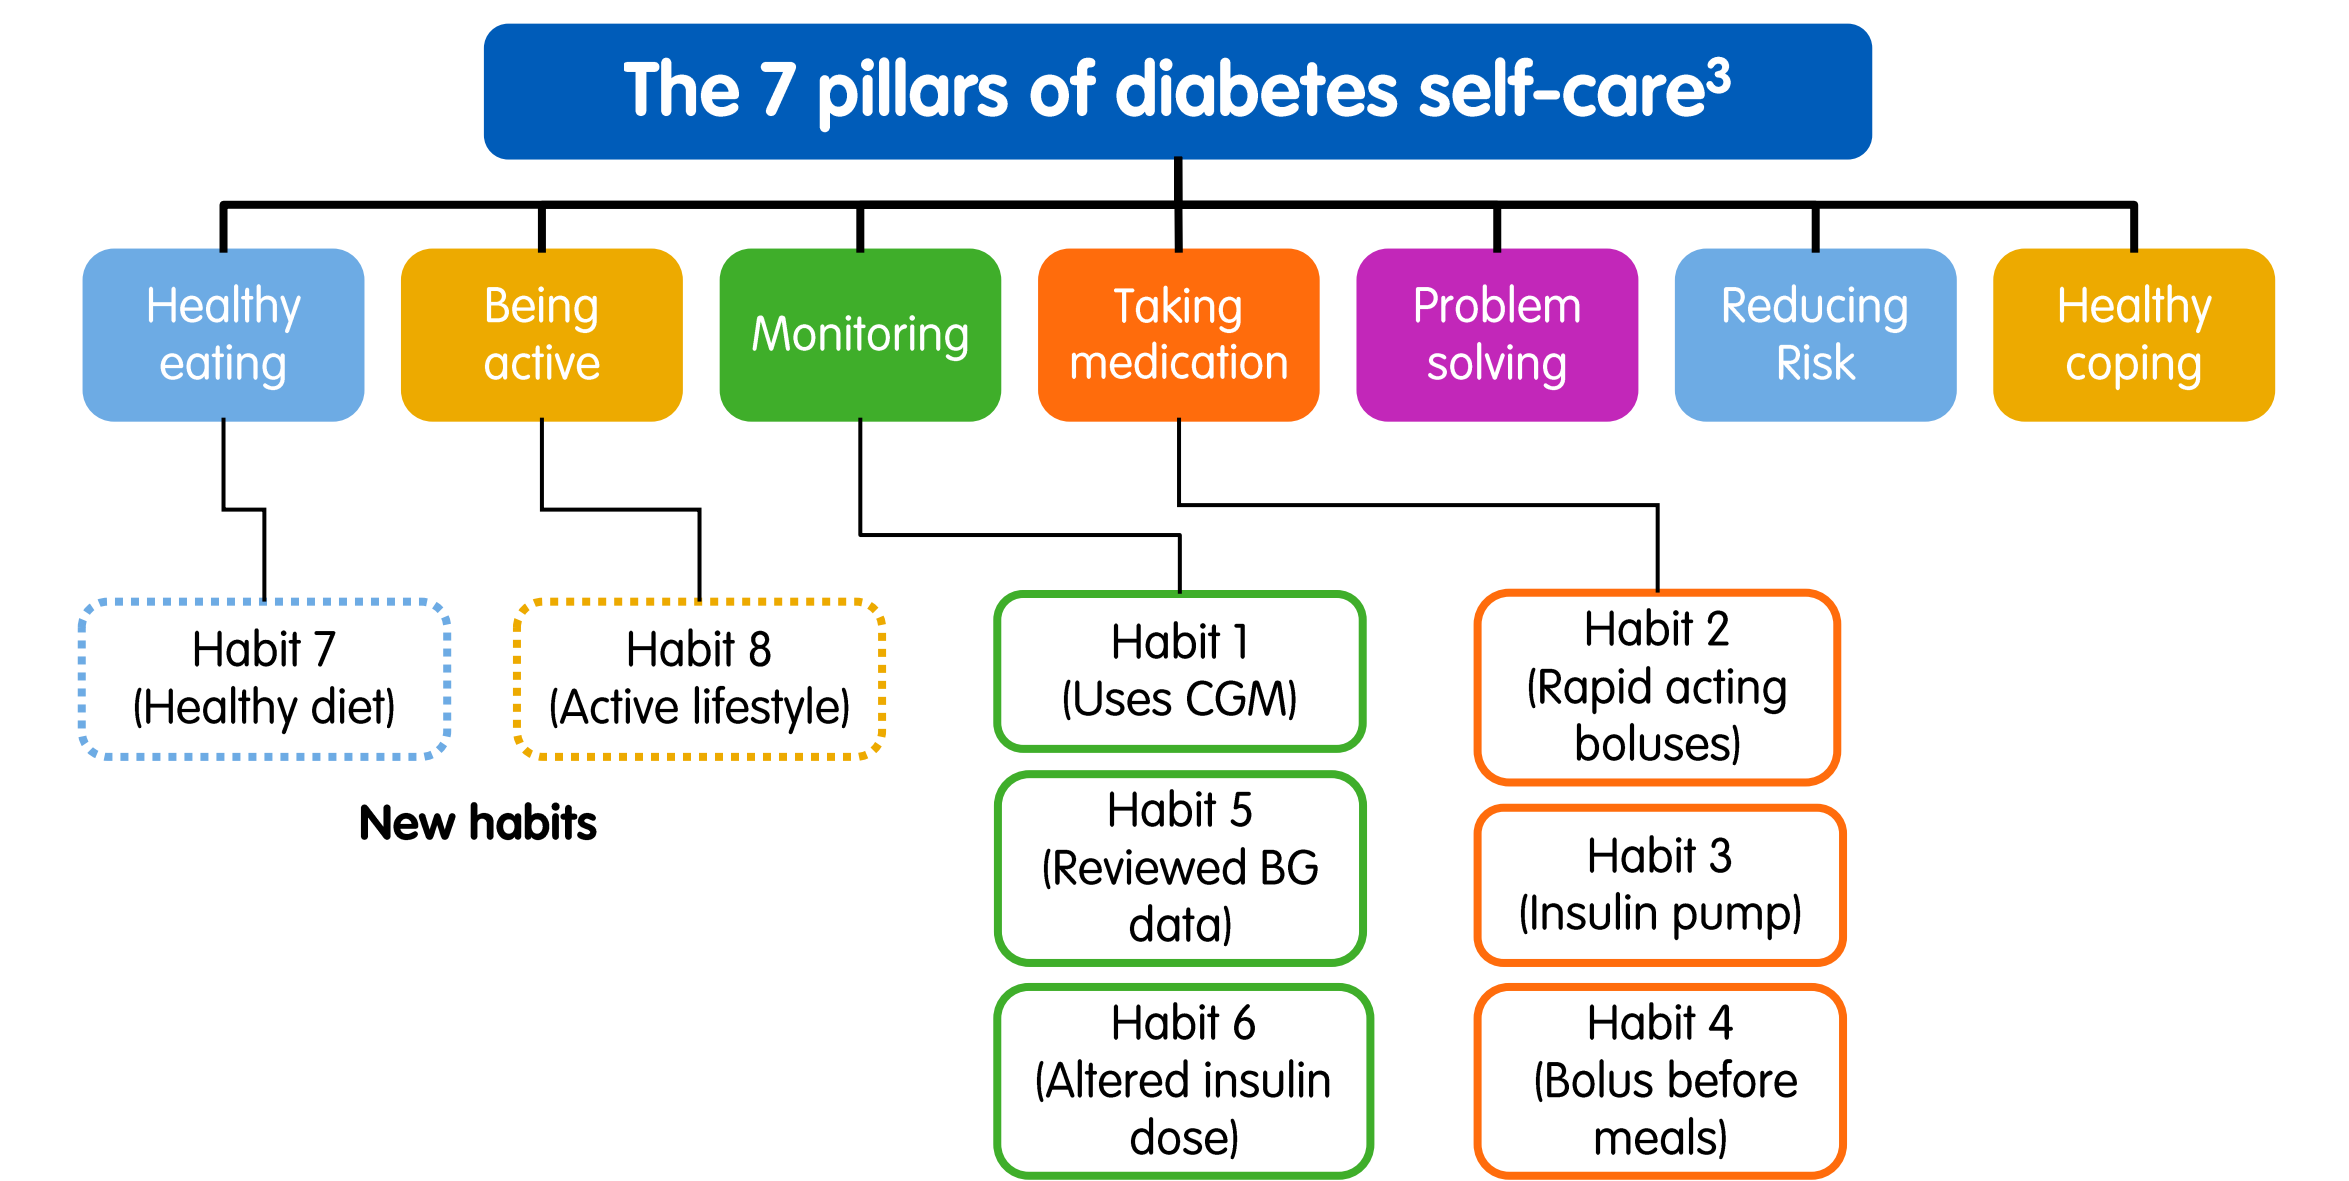 The 7 pillars of diabetes self-care³
Healthy
eating
Being
active
Monitoring
Taking
medication
Problem
solving
Reducing
Risk
Healthy
coping
Habit 7
(Healthy diet)
Habit 8
(Active lifestyle)
New habits
Habit 1
(Uses CGM)
Habit 5
(Reviewed BG
data)
Habit 6
(Altered insulin
dose)
Habit 2
(Rapid acting
boluses)
Habit 3
(Insulin pump)
Habit 4
(Bolus before
meals)